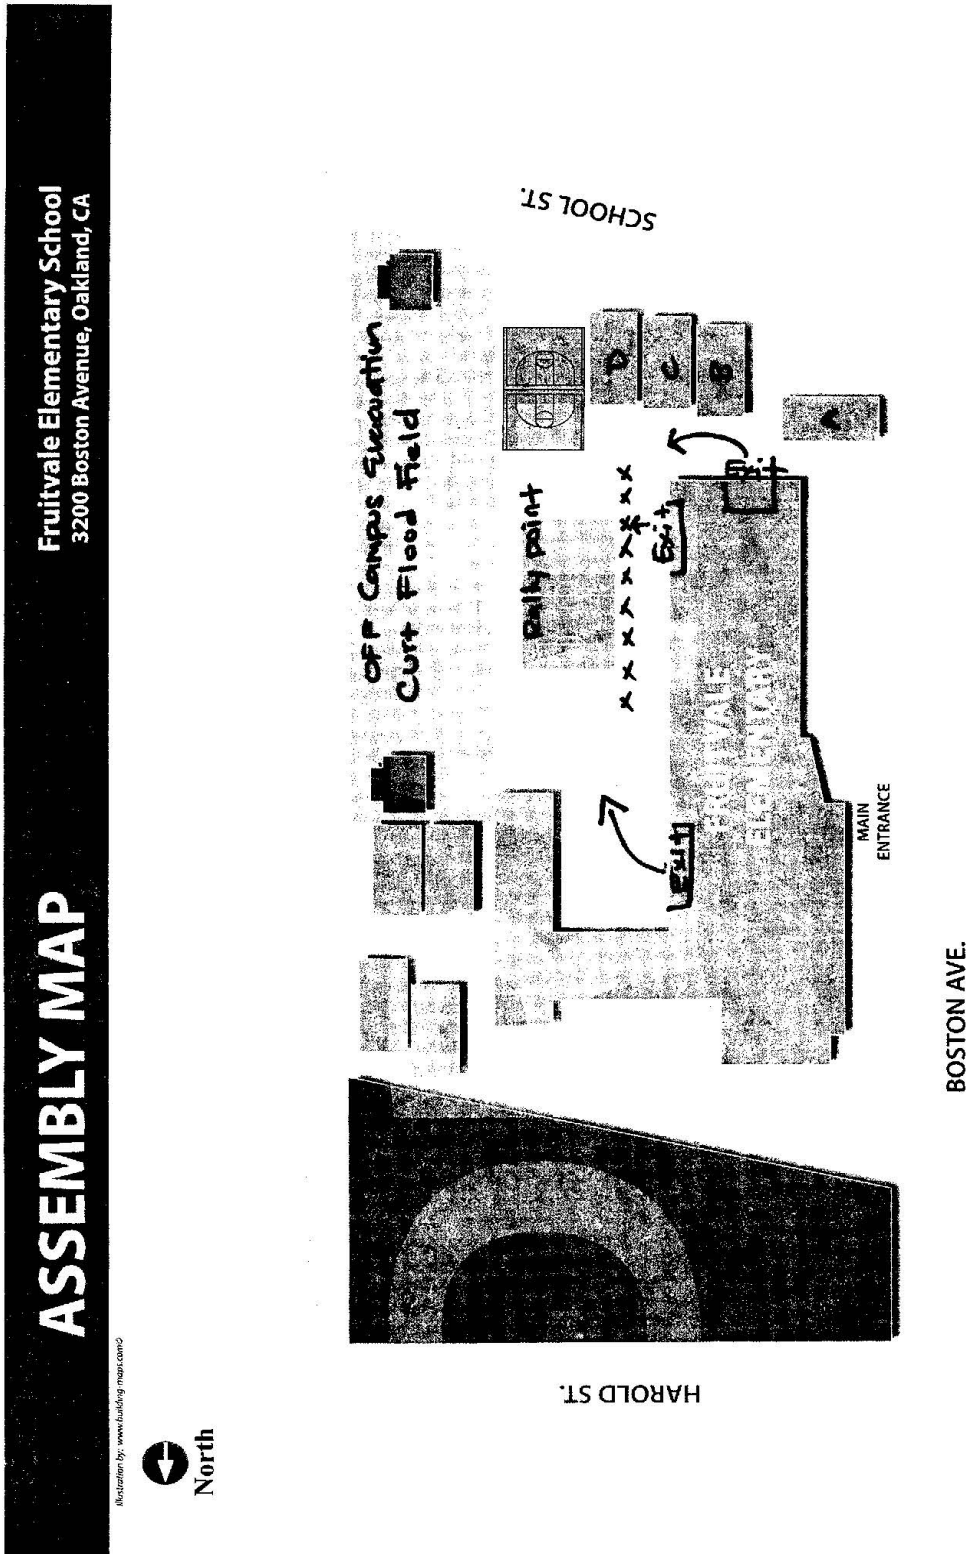 ASSEMBLY MAP
Fruitvale Elementary School
3200 Boston Avenue, Oakland, CA
Illustration by: www.building-maps.com©
North
OFF Campus Evacuation
Curt Flood Field
SCHOOL ST.
Rally point
x x x x x x x x x
D
C
B
A
Exit
Exit
Exit
FRUITVALE
ELEMENTARY
MAIN
ENTRANCE
HAROLD ST.
BOSTON AVE.